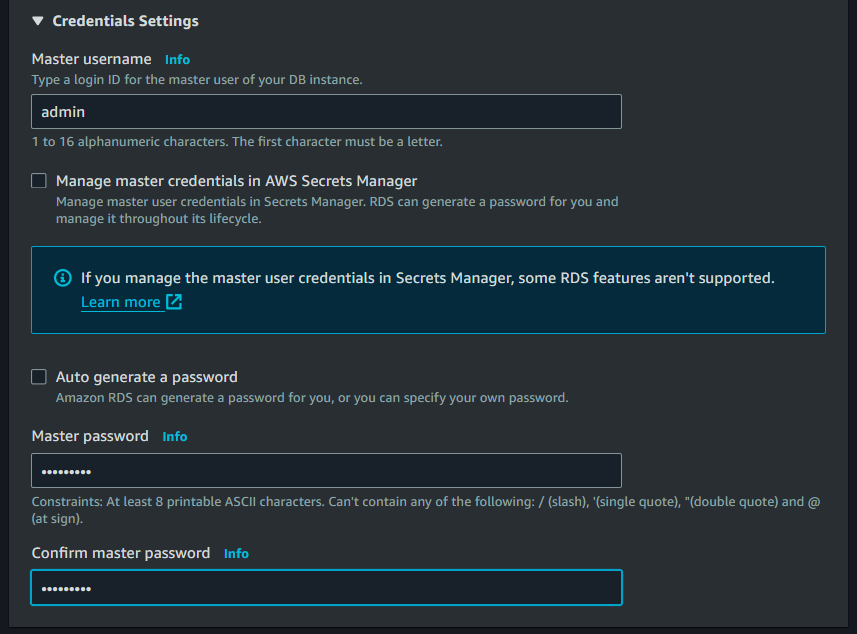 Credentials Settings
Master username Info
Type a login ID for the master user of your DB instance.
admin
1 to 16 alphanumeric characters. The first character must be a letter.
Manage master credentials in AWS Secrets Manager
Manage master user credentials in Secrets Manager. RDS can generate a password for you and
manage it throughout its lifecycle.
If you manage the master user credentials in Secrets Manager, some RDS features aren't supported.
Learn more
Auto generate a password
Amazon RDS can generate a password for you, or you can specify your own password.
Master password Info
•••••••••
Constraints: At least 8 printable ASCII characters. Can't contain any of the following: / (slash), '(single quote), "(double quote) and @
(at sign).
Confirm master password Info
•••••••••